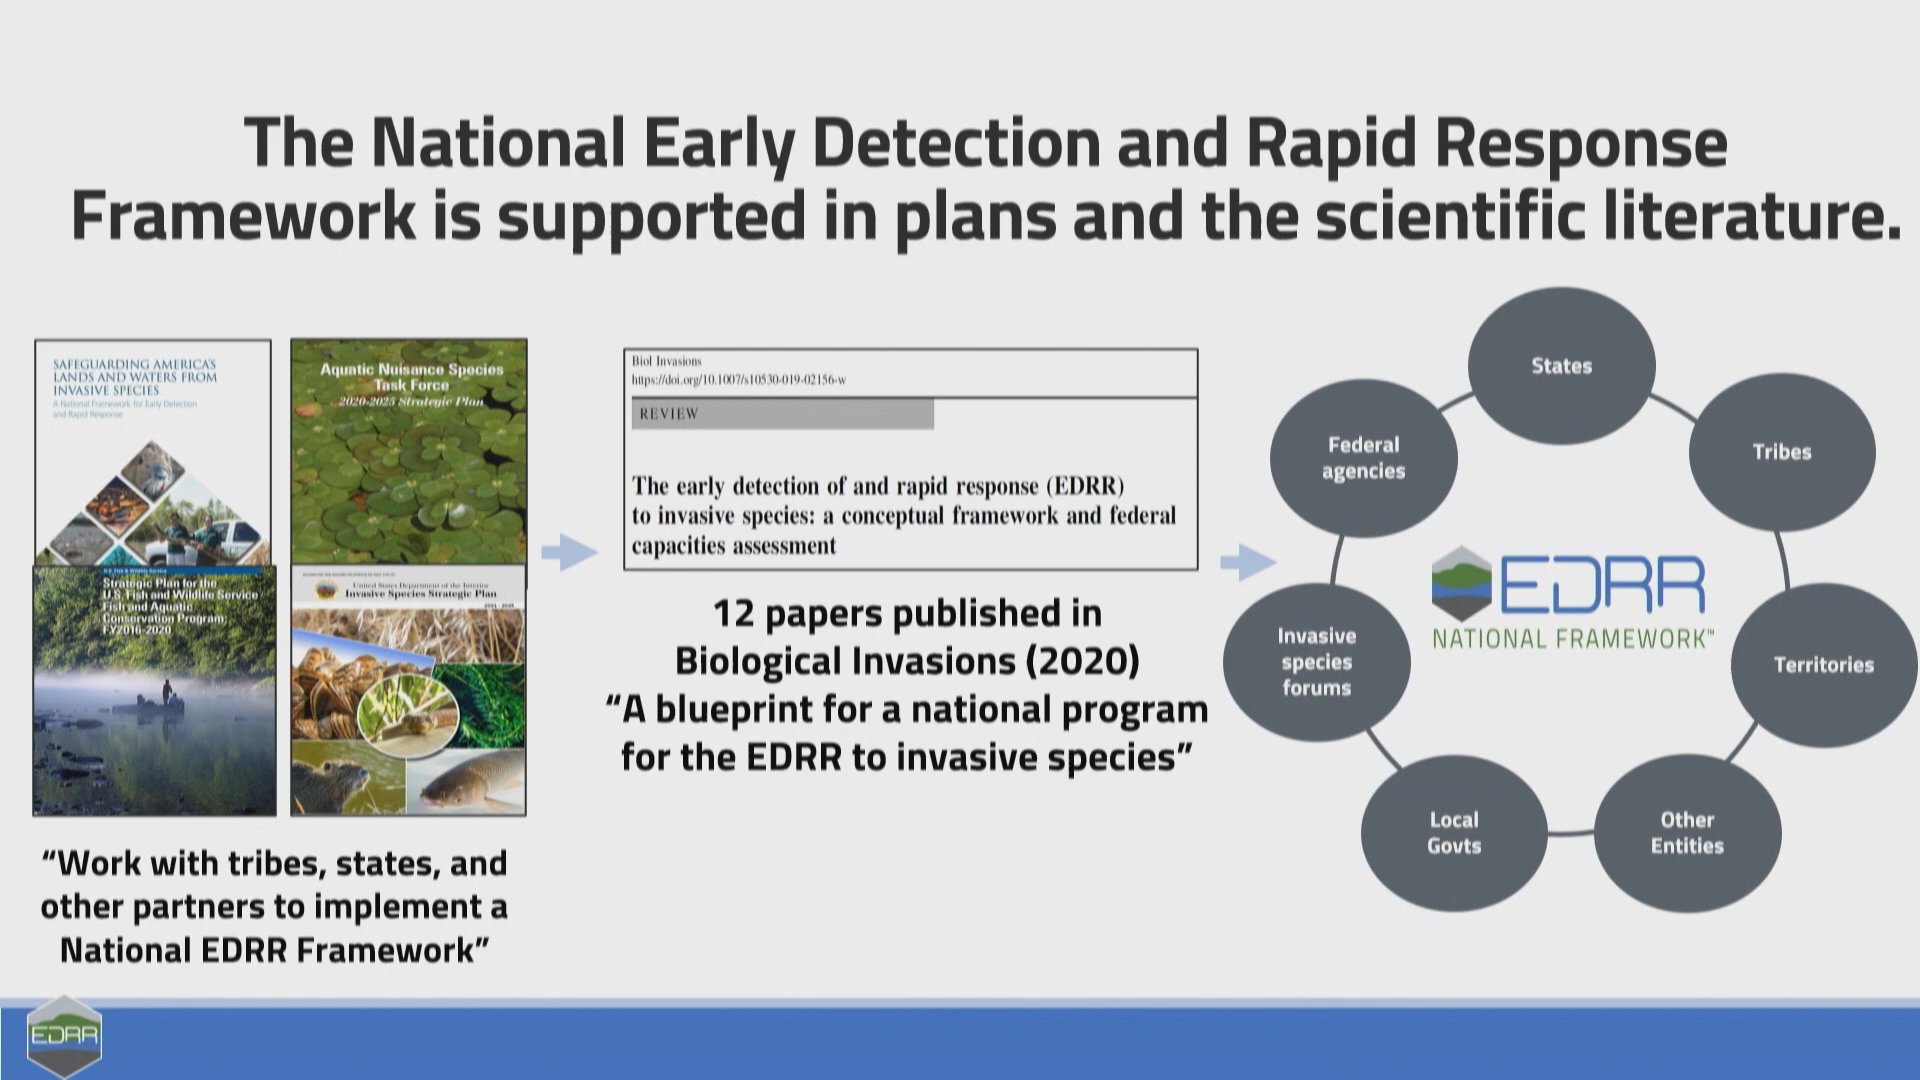 The National Early Detection and Rapid Response
Framework is supported in plans and the scientific literature.
SAFEGUARDING AMERICA'S
LANDS AND WATERS FROM
INVASIVE SPECIES
A National Framework for Early Detection
and Rapid Response
Aquatic Nuisance Species
Task Force
2020-2025 Strategic Plan
U.S. Fish & Wildlife Service
Strategic Plan for the
U.S. Fish and Wildlife Service
Fish and Aquatic
Conservation Program:
FY2016-2020
United States Department of the Interior
Invasive Species Strategic Plan
2021 - 2025
“Work with tribes, states, and
other partners to implement a
National EDRR Framework”
Biol Invasions
https://doi.org/10.1007/s10530-019-02156-w
REVIEW
The early detection of and rapid response (EDRR)
to invasive species: a conceptual framework and federal
capacities assessment
12 papers published in
Biological Invasions (2020)
“A blueprint for a national program
for the EDRR to invasive species”
States
Federal
agencies
Tribes
EDRR
NATIONAL FRAMEWORK™
Invasive
species
forums
Territories
Local
Govts
Other
Entities
EDRR